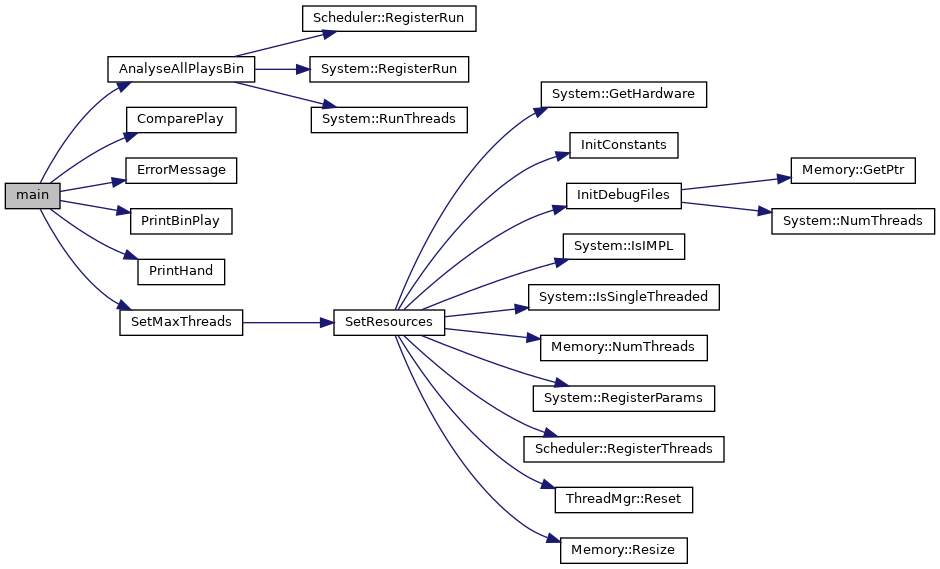 Scheduler::RegisterRun
AnalyseAllPlaysBin
System::RegisterRun
System::RunThreads
System::GetHardware
ComparePlay
InitConstants
ErrorMessage
Memory::GetPtr
main
InitDebugFiles
PrintBinPlay
System::NumThreads
System::IsIMPL
PrintHand
System::IsSingleThreaded
SetMaxThreads
SetResources
Memory::NumThreads
System::RegisterParams
Scheduler::RegisterThreads
ThreadMgr::Reset
Memory::Resize